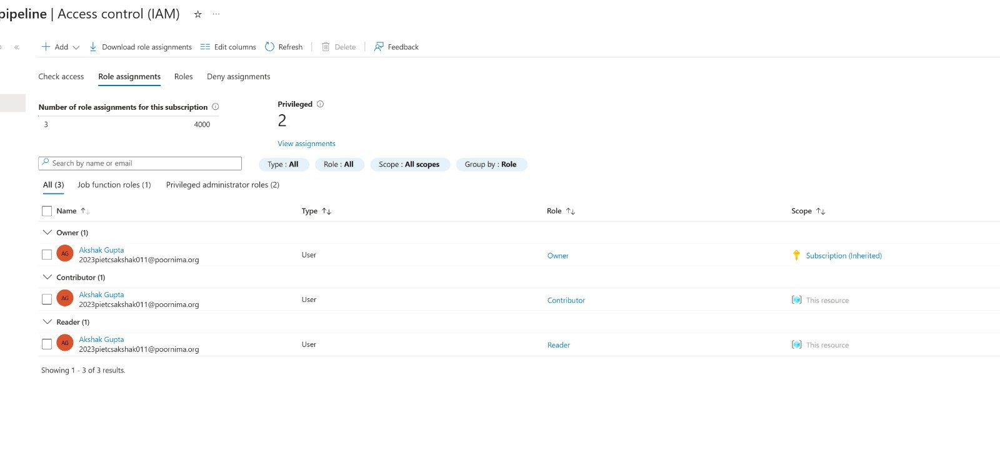 pipeline | Access control (IAM) ☆ ...
« Add Download role assignments Edit columns Refresh Delete Feedback
Check access Role assignments Roles Deny assignments
Number of role assignments for this subscription
3 4000
Privileged
2
View assignments
Search by name or email Type : All Role : All Scope : All scopes Group by : Role
All (3) Job function roles (1) Privileged administrator roles (2)
Name ↑↓ Type ↑↓ Role ↑↓ Scope ↑↓
Owner (1)
AG Akshak Gupta
2023pietcsakshak011@poornima.org User Owner Subscription (Inherited)
Contributor (1)
AG Akshak Gupta
2023pietcsakshak011@poornima.org User Contributor This resource
Reader (1)
AG Akshak Gupta
2023pietcsakshak011@poornima.org User Reader This resource
Showing 1 - 3 of 3 results.